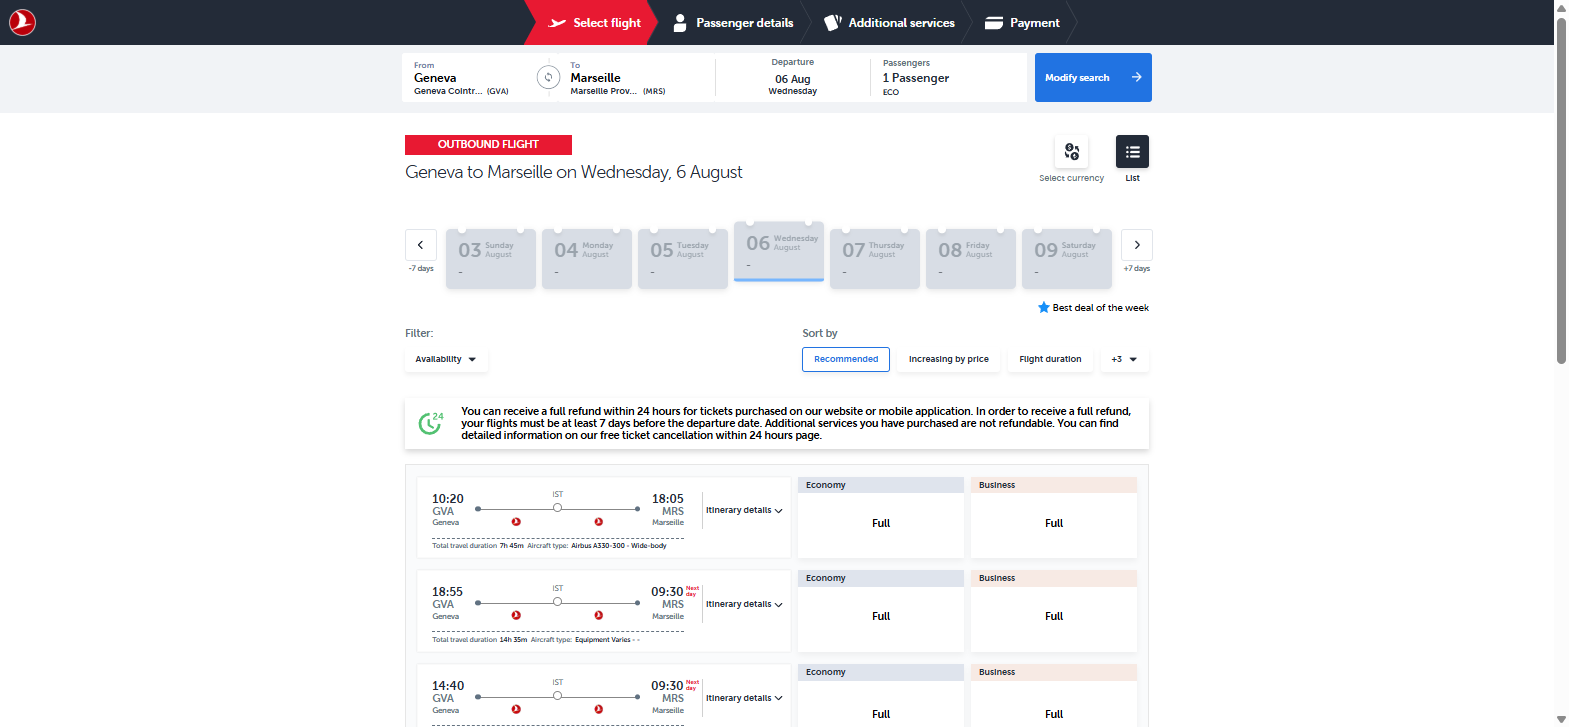 Select flight
Passenger details
Additional services
Payment
From
Geneva
Geneva Cointr... (GVA)
To
Marseille
Marseille Prov... (MRS)
Departure
06 Aug
Wednesday
Passengers
1 Passenger
ECO
Modify search
OUTBOUND FLIGHT
Geneva to Marseille on Wednesday, 6 August
Select currency
List
-7 days
03 Sunday August
-
04 Monday August
-
05 Tuesday August
-
06 Wednesday August
-
07 Thursday August
-
08 Friday August
-
09 Saturday August
-
+7 days
Best deal of the week
Filter:
Availability
Sort by
Recommended
Increasing by price
Flight duration
+3
24
You can receive a full refund within 24 hours for tickets purchased on our website or mobile application. In order to receive a full refund,
your flights must be at least 7 days before the departure date. Additional services you have purchased are not refundable. You can find
detailed information on our free ticket cancellation within 24 hours page.
10:20
GVA
Geneva
IST
18:05
MRS
Marseille
Itinerary details
Total travel duration 7h 45m Aircraft type: Airbus A330-300 - Wide-body
Economy
Full
Business
Full
18:55
GVA
Geneva
IST
09:30 Next day
MRS
Marseille
Itinerary details
Total travel duration 14h 35m Aircraft type: Equipment Varies - -
Economy
Full
Business
Full
14:40
GVA
Geneva
IST
09:30 Next day
MRS
Marseille
Itinerary details
Economy
Full
Business
Full